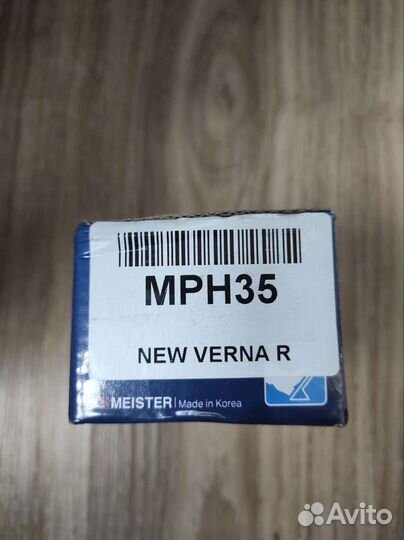 MPH35
NEW VERNA R
MEISTER | Made in Korea
Avito